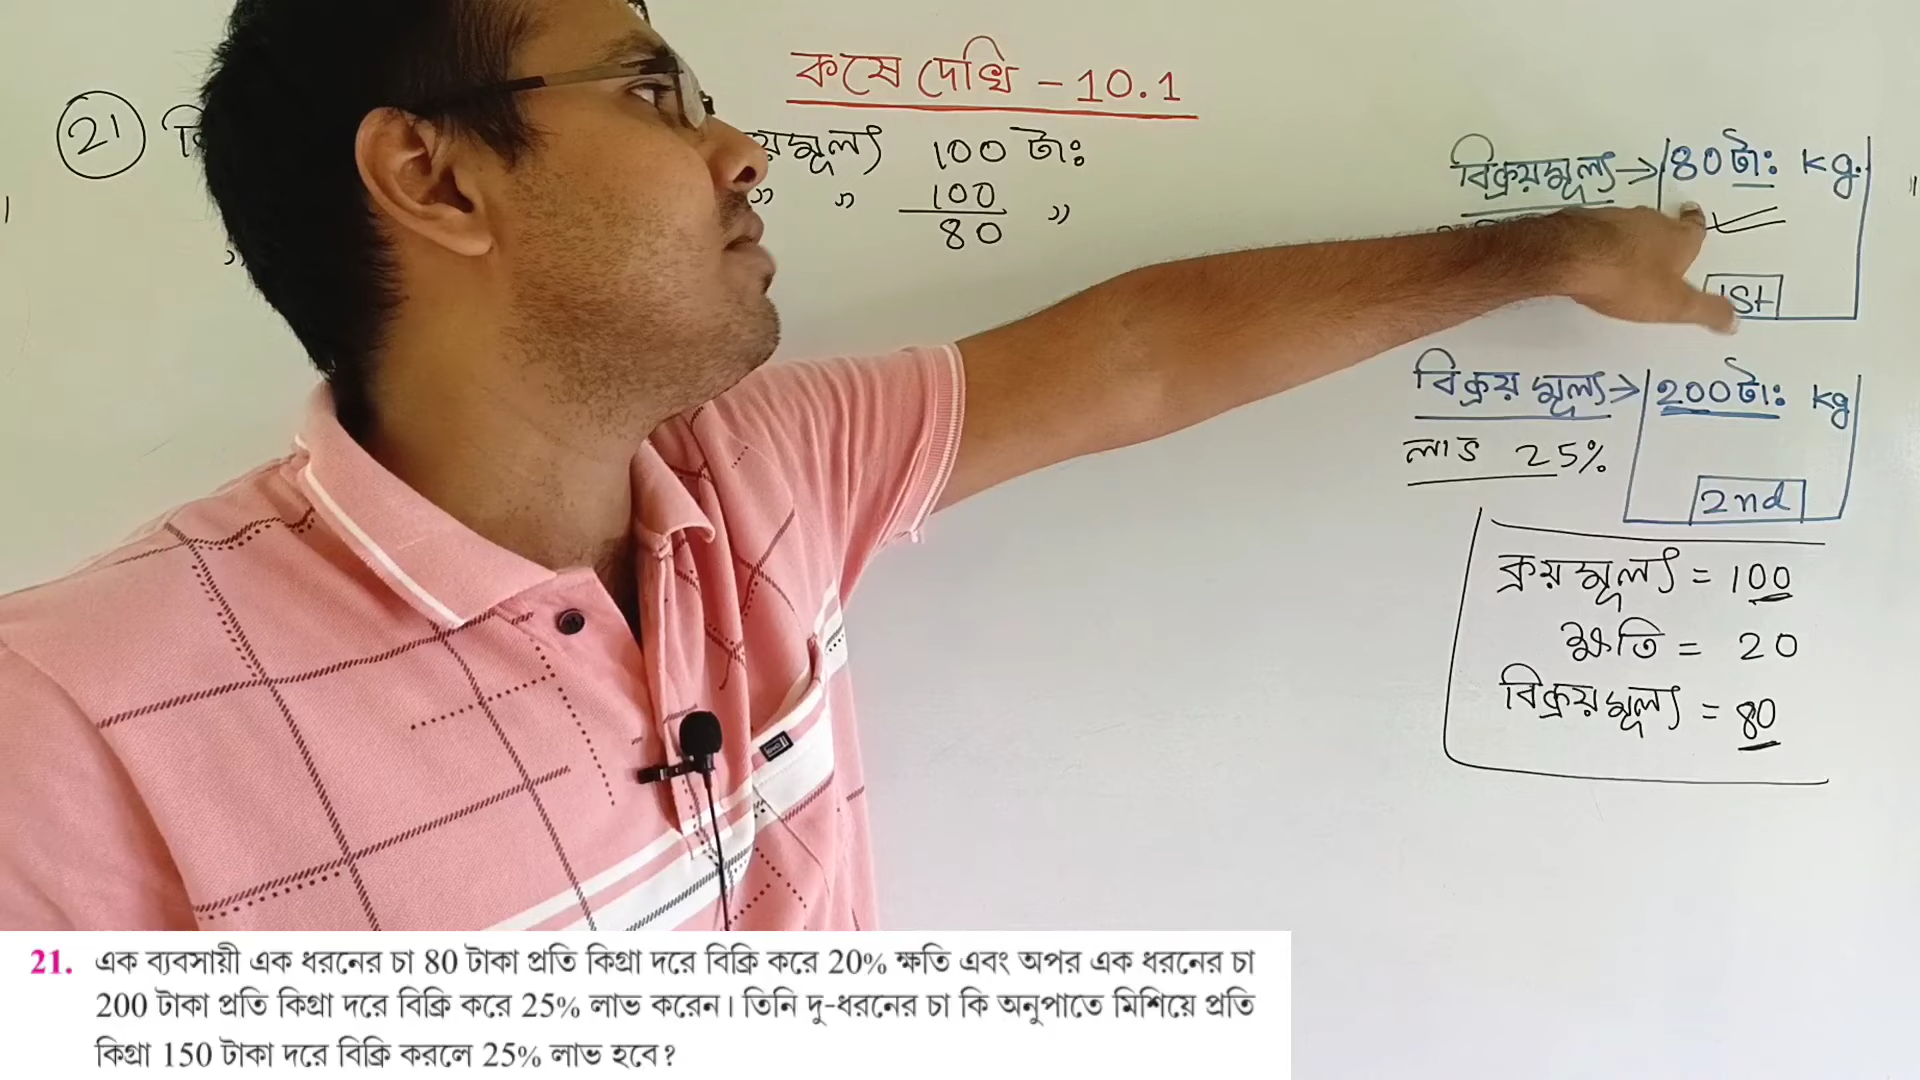 কষে দেখি - 10.1
21
য়মূল্য 100 টাঃ
" " 100
80 "
"
বিক্রয়মূল্য → 80টাঃ kg.
1st
বিক্রয় মূল্য → 200টাঃ kg
লাভ 25%
2nd
ক্রয়মূল্য = 100
ক্ষতি = 20
বিক্রয়মূল্য = 80
21. এক ব্যবসায়ী এক ধরনের চা 80 টাকা প্রতি কিগ্রা দরে বিক্রি করে 20% ক্ষতি এবং অপর এক ধরনের চা
200 টাকা প্রতি কিগ্রা দরে বিক্রি করে 25% লাভ করেন। তিনি দু-ধরনের চা কি অনুপাতে মিশিয়ে প্রতি
কিগ্রা 150 টাকা দরে বিক্রি করলে 25% লাভ হবে?